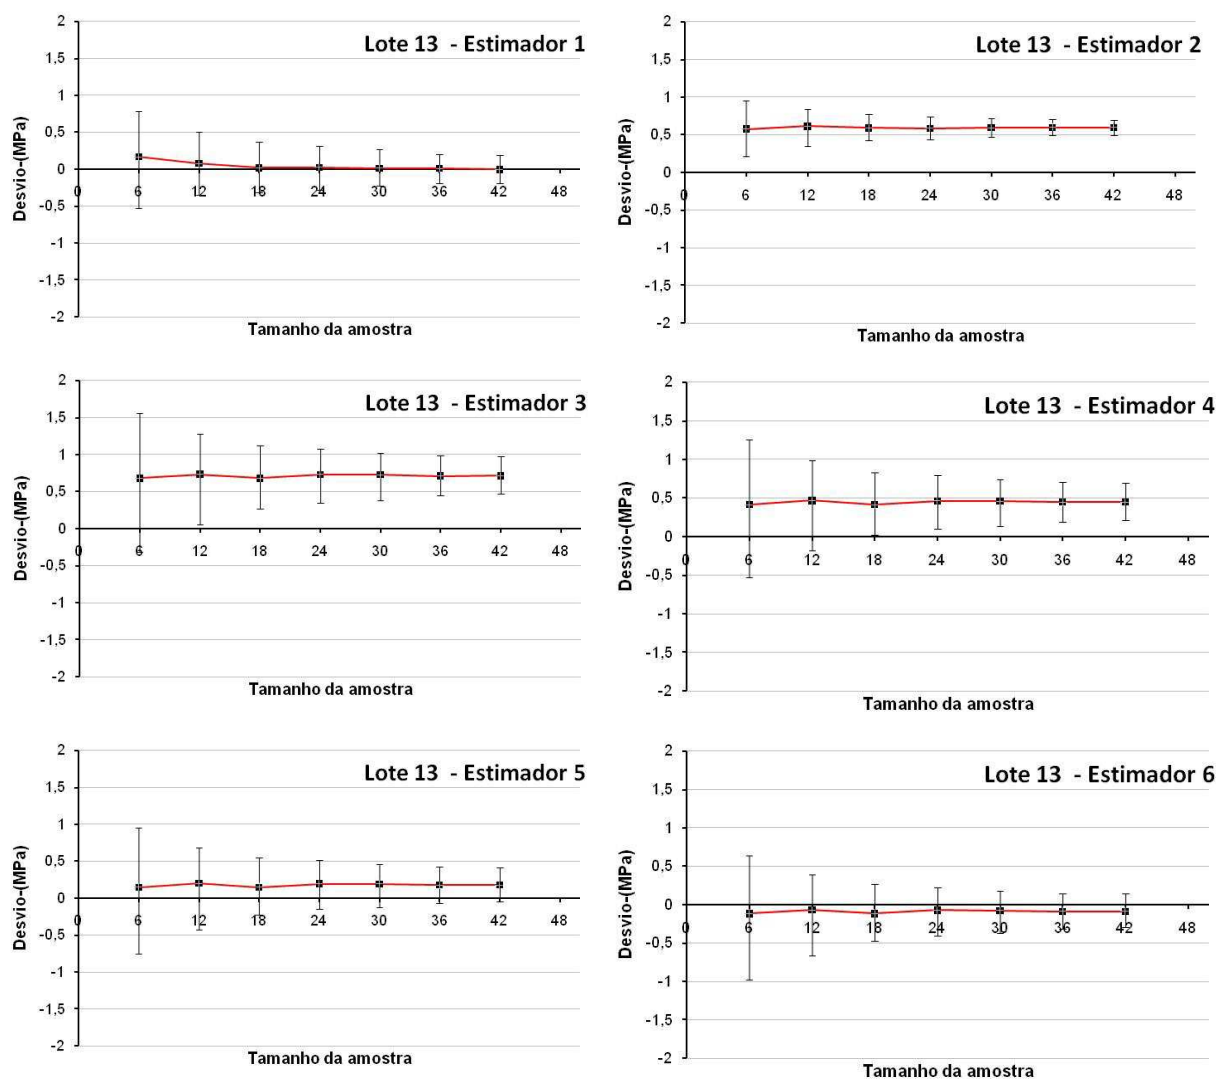 Lote 13 - Estimador 1
Desvio-(MPa)
2
1,5
1
0,5
0
-0,5
-1
-1,5
-2
0 6 12 18 24 30 36 42 48
Tamanho da amostra
Lote 13 - Estimador 2
Desvio-(MPa)
2
1,5
1
0,5
0
-0,5
-1
-1,5
-2
0 6 12 18 24 30 36 42 48
Tamanho da amostra
Lote 13 - Estimador 3
Desvio-(MPa)
2
1,5
1
0,5
0
-0,5
-1
-1,5
-2
0 6 12 18 24 30 36 42 48
Tamanho da amostra
Lote 13 - Estimador 4
Desvio-(MPa)
2
1,5
1
0,5
0
-0,5
-1
-1,5
-2
0 6 12 18 24 30 36 42 48
Tamanho da amostra
Lote 13 - Estimador 5
Desvio-(MPa)
2
1,5
1
0,5
0
-0,5
-1
-1,5
-2
0 6 12 18 24 30 36 42 48
Tamanho da amostra
Lote 13 - Estimador 6
Desvio-(MPa)
2
1,5
1
0,5
0
-0,5
-1
-1,5
-2
0 6 12 18 24 30 36 42 48
Tamanho da amostra